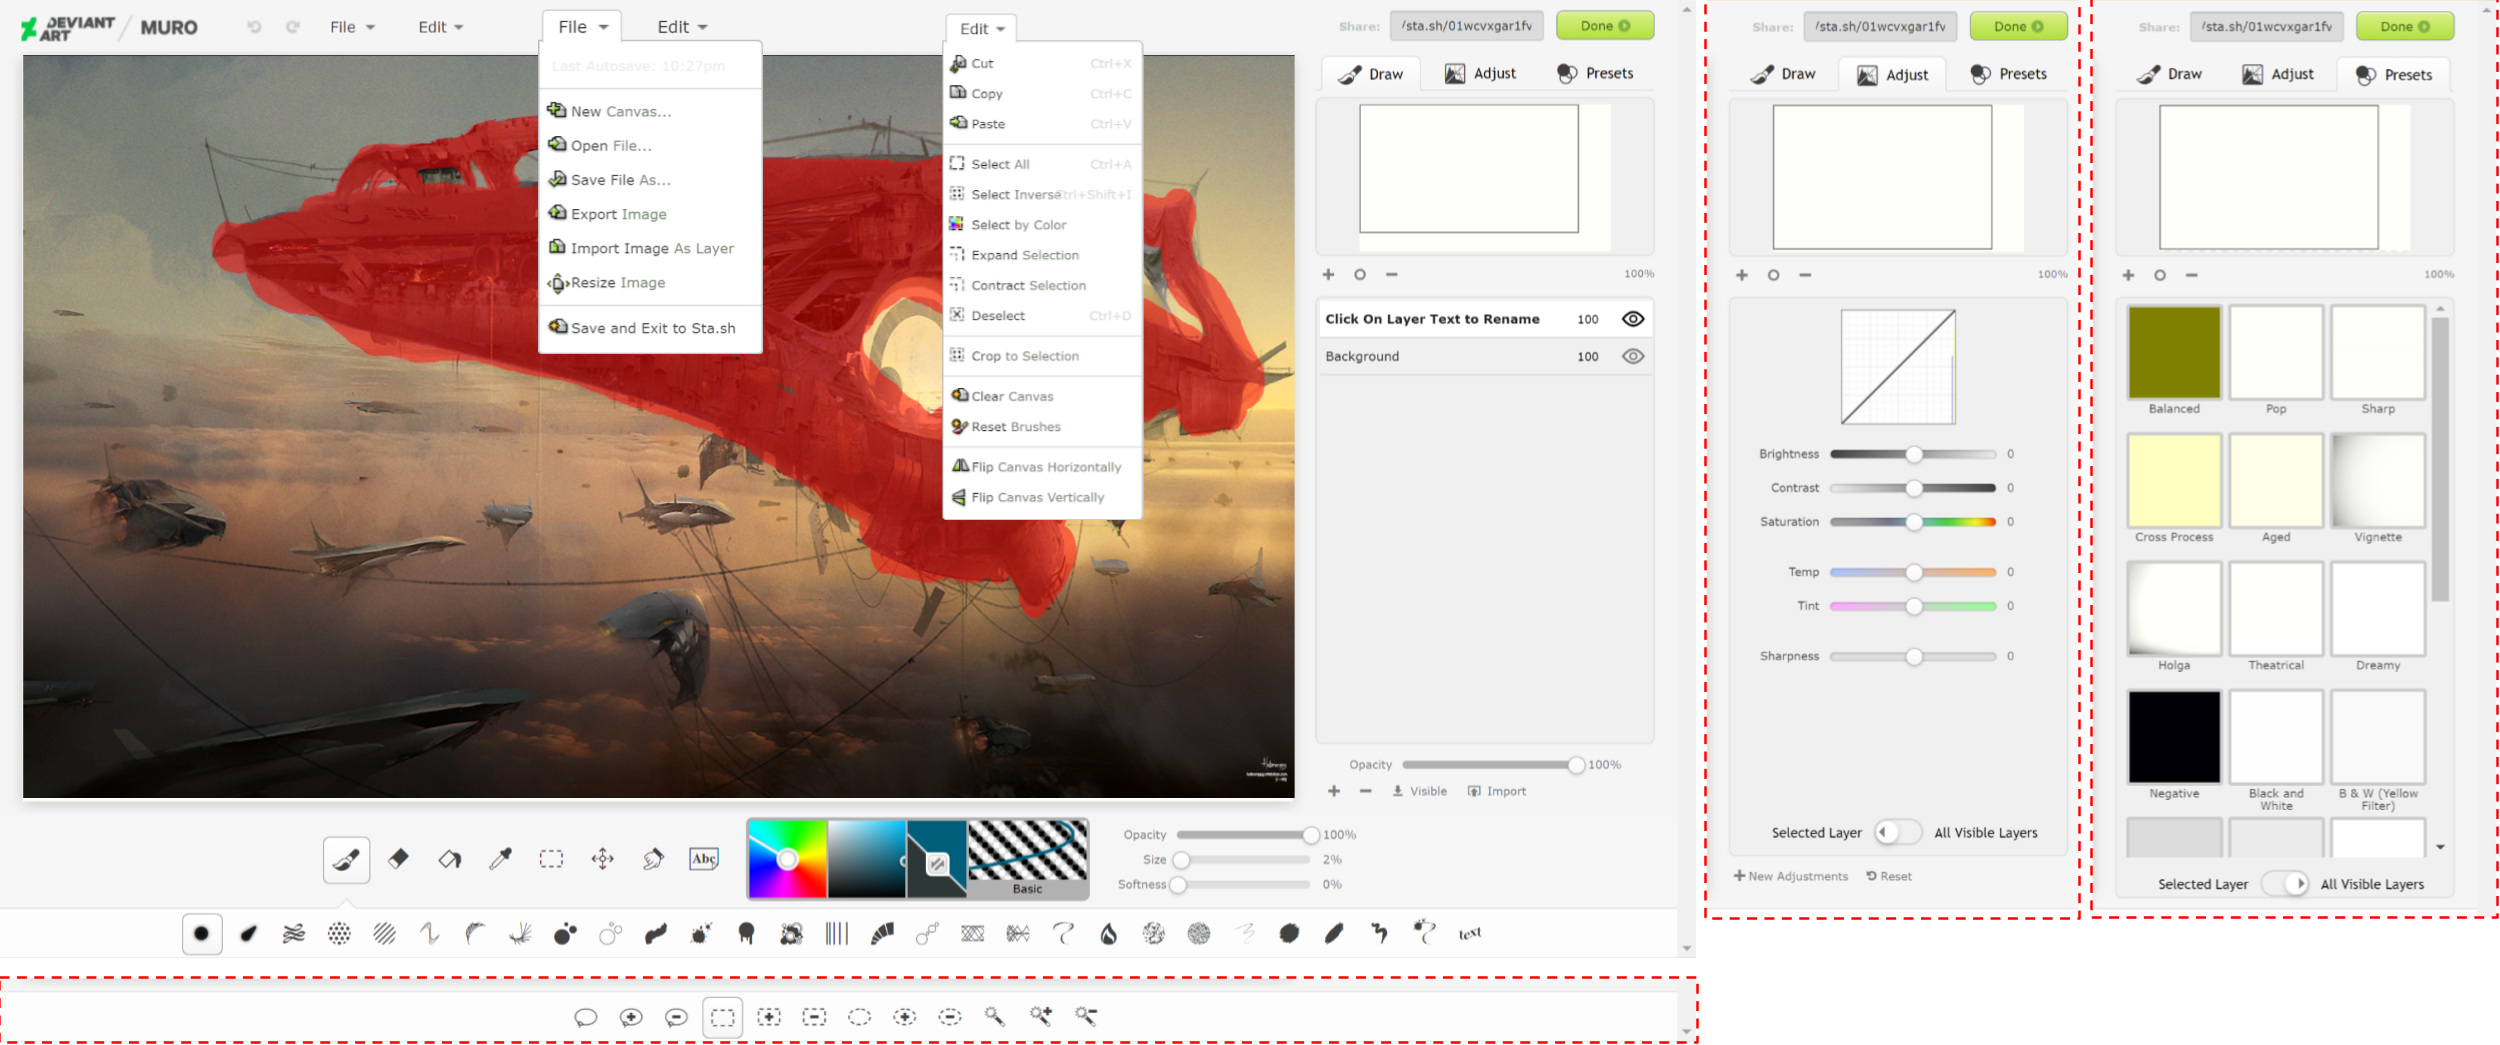 DEVIANT
ART
MURO
File
Edit
File
Edit
Edit
Last Autosave: 10:27pm
New Canvas...
Open File...
Save File As...
Export Image
Import Image As Layer
Resize Image
Save and Exit to Sta.sh
Cut Ctrl+X
Copy Ctrl+C
Paste Ctrl+V
Select All Ctrl+A
Select Inverse Ctrl+Shift+I
Select by Color
Expand Selection
Contract Selection
Deselect Ctrl+D
Crop to Selection
Clear Canvas
Reset Brushes
Flip Canvas Horizontally
Flip Canvas Vertically
Share: /sta.sh/01wcvxgar1fv Done
Draw Adjust Presets
100%
Click On Layer Text to Rename 100
Background 100
Opacity 100%
Visible Import
Abc
Basic
Opacity 100%
Size 2%
Softness 0%
text
Share: /sta.sh/01wcvxgar1fv Done
Draw Adjust Presets
100%
Brightness 0
Contrast 0
Saturation 0
Temp 0
Tint 0
Sharpness 0
Selected Layer All Visible Layers
New Adjustments Reset
Share: /sta.sh/01wcvxgar1fv Done
Draw Adjust Presets
100%
Balanced Pop Sharp
Cross Process Aged Vignette
Holga Theatrical Dreamy
Negative Black and White B & W (Yellow Filter)
Selected Layer All Visible Layers